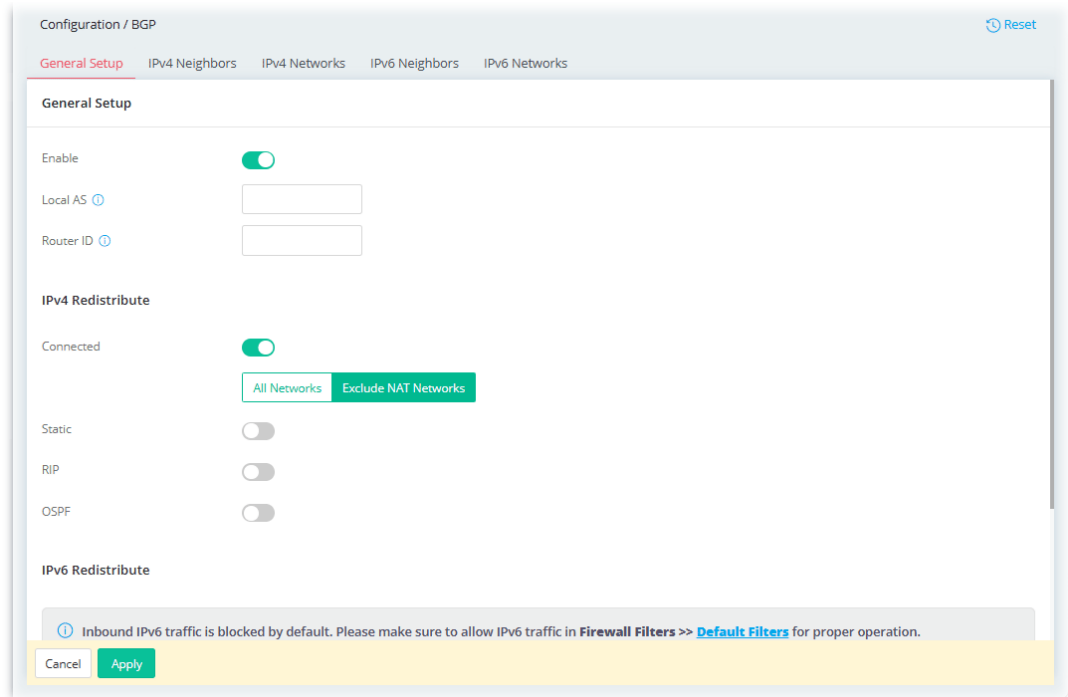 Configuration / BGP
Reset
General Setup IPv4 Neighbors IPv4 Networks IPv6 Neighbors IPv6 Networks
General Setup
Enable
Local AS
Router ID
IPv4 Redistribute
Connected
All Networks Exclude NAT Networks
Static
RIP
OSPF
IPv6 Redistribute
Inbound IPv6 traffic is blocked by default. Please make sure to allow IPv6 traffic in Firewall Filters >> Default Filters for proper operation.
Cancel Apply